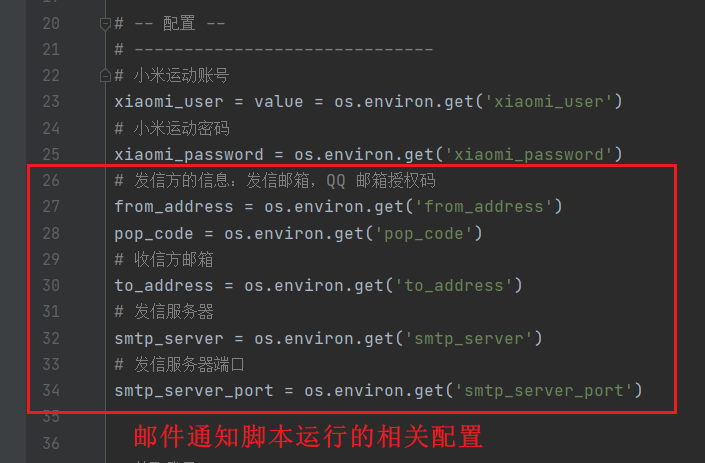 20 # -- 配置 --
21 # ------------------------------
22 # 小米运动账号
23 xiaomi_user = value = os.environ.get('xiaomi_user')
24 # 小米运动密码
25 xiaomi_password = os.environ.get('xiaomi_password')
26 # 发信方的信息：发信邮箱，QQ 邮箱授权码
27 from_address = os.environ.get('from_address')
28 pop_code = os.environ.get('pop_code')
29 # 收信方邮箱
30 to_address = os.environ.get('to_address')
31 # 发信服务器
32 smtp_server = os.environ.get('smtp_server')
33 # 发信服务器端口
34 smtp_server_port = os.environ.get('smtp_server_port')
35
36 邮件通知脚本运行的相关配置